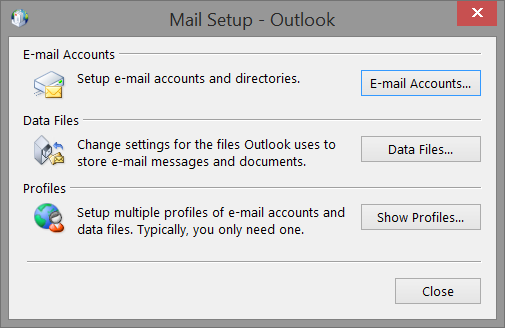 Mail Setup - Outlook
E-mail Accounts
Setup e-mail accounts and directories.
E-mail Accounts...
Data Files
Change settings for the files Outlook uses to
store e-mail messages and documents.
Data Files...
Profiles
Setup multiple profiles of e-mail accounts and
data files. Typically, you only need one.
Show Profiles...
Close